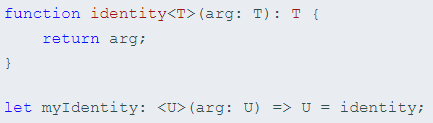 function identity<T>(arg: T): T {
    return arg;
}
let myIdentity: <U>(arg: U) => U = identity;